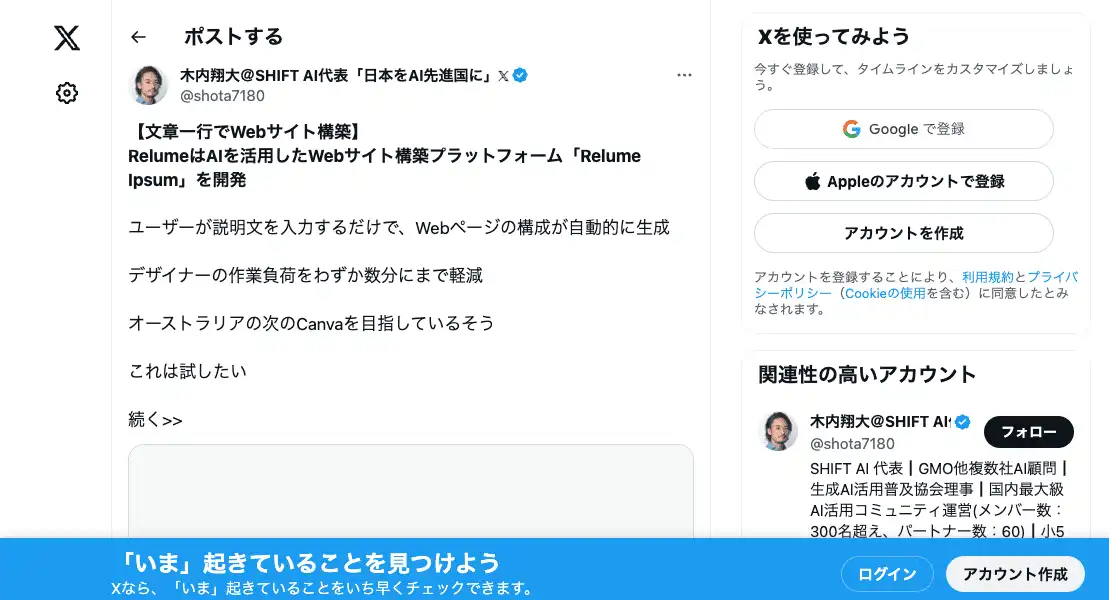 ポストする
木内翔大@SHIFT AI代表「日本をAI先進国に」𝕏
@shota7180
【文章一行でWebサイト構築】
RelumeはAIを活用したWebサイト構築プラットフォーム「Relume
Ipsum」を開発
ユーザーが説明文を入力するだけで、Webページの構成が自動的に生成
デザイナーの作業負荷をわずか数分にまで軽減
オーストラリアの次のCanvaを目指しているそう
これは試したい
続く>>
Xを使ってみよう
今すぐ登録して、タイムラインをカスタマイズしましょ
う。
Google で登録
Appleのアカウントで登録
アカウントを作成
アカウントを登録することにより、利用規約とプライバ
シーポリシー（Cookieの使用を含む）に同意したとみ
なされます。
関連性の高いアカウント
木内翔大@SHIFT AI
@shota7180
フォロー
SHIFT AI 代表┃GMO他複数社AI顧問┃
生成AI活用普及協会理事┃国内最大級
AI活用コミュニティ運営(メンバー数：
300名超え、パートナー数：60)┃小5
「いま」起きていることを見つけよう
Xなら、「いま」起きていることをいち早くチェックできます。
ログイン
アカウント作成